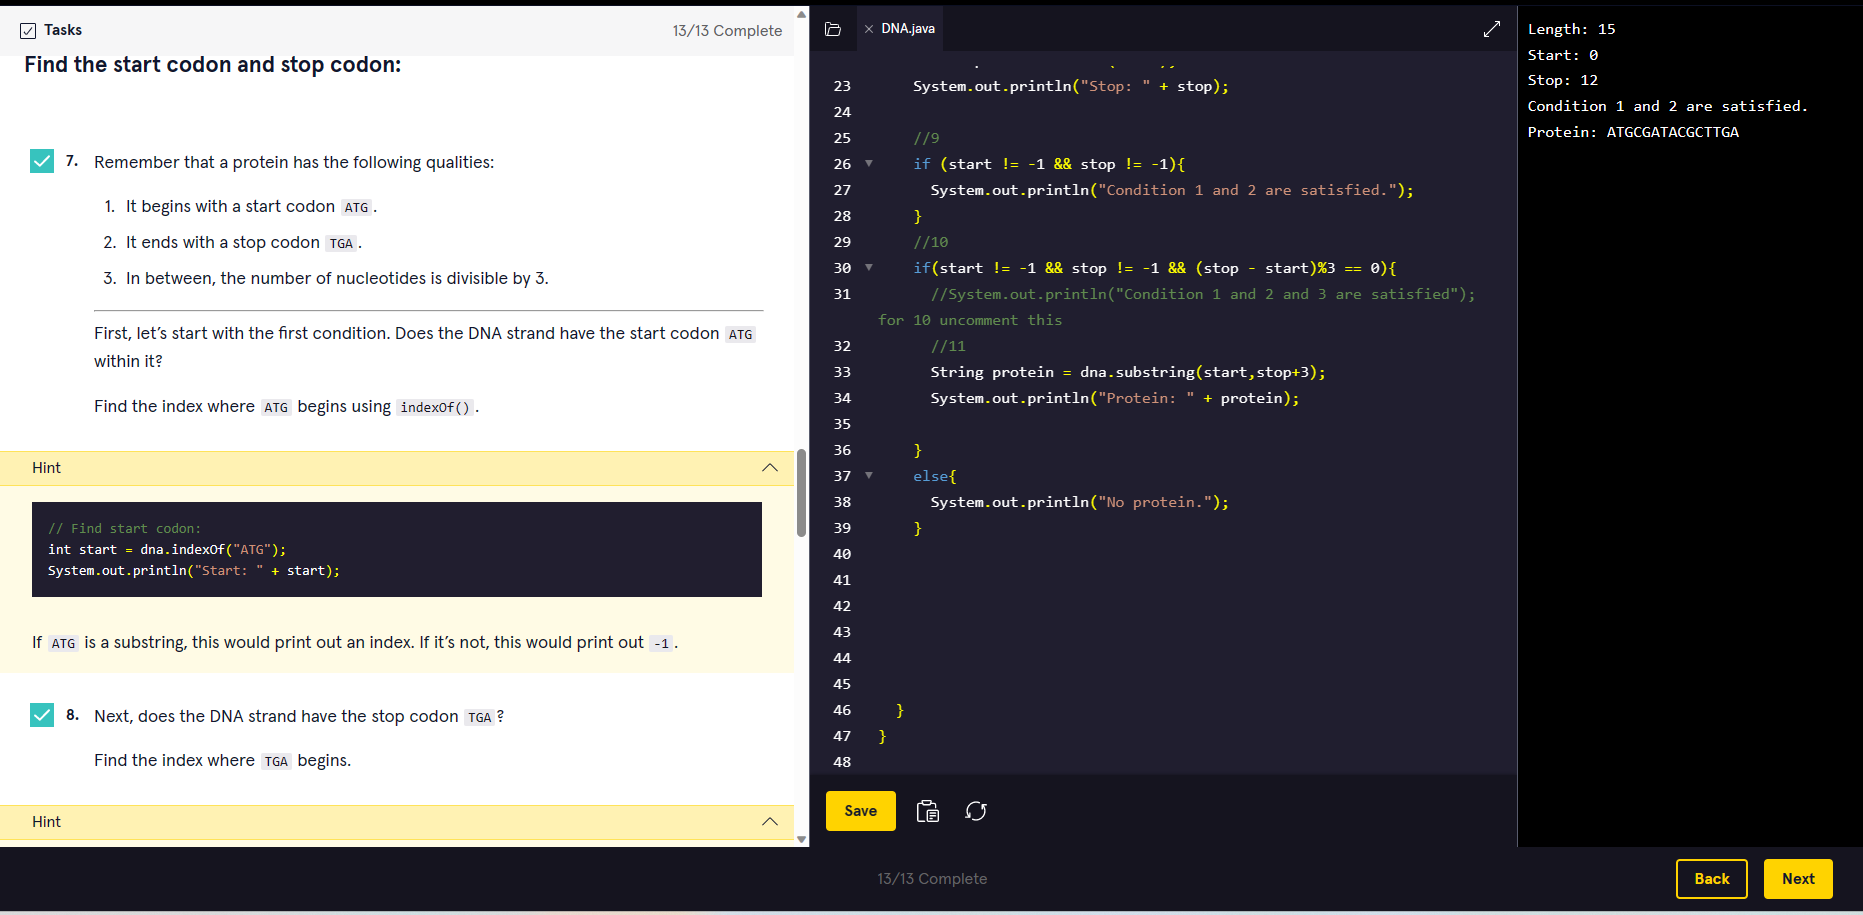 Tasks
13/13 Complete
Find the start codon and stop codon:
7. Remember that a protein has the following qualities:
1. It begins with a start codon ATG.
2. It ends with a stop codon TGA.
3. In between, the number of nucleotides is divisible by 3.
First, let's start with the first condition. Does the DNA strand have the start codon ATG
within it?
Find the index where ATG begins using indexOf().
Hint
// Find start codon:
int start = dna.indexOf("ATG");
System.out.println("Start: " + start);
If ATG is a substring, this would print out an index. If it's not, this would print out -1.
8. Next, does the DNA strand have the stop codon TGA?
Find the index where TGA begins.
Hint
DNA.java
23 System.out.println("Stop: " + stop);
24
25 //9
26 if (start != -1 && stop != -1){
27 System.out.println("Condition 1 and 2 are satisfied.");
28 }
29 //10
30 if(start != -1 && stop != -1 && (stop - start)%3 == 0){
31 //System.out.println("Condition 1 and 2 and 3 are satisfied");
for 10 uncomment this
32 //11
33 String protein = dna.substring(start,stop+3);
34 System.out.println("Protein: " + protein);
35
36 }
37 else{
38 System.out.println("No protein.");
39 }
40
41
42
43
44
45
46 }
47 }
48
Save
Length: 15
Start: 0
Stop: 12
Condition 1 and 2 are satisfied.
Protein: ATGCGATACGCTTGA
13/13 Complete
Back
Next